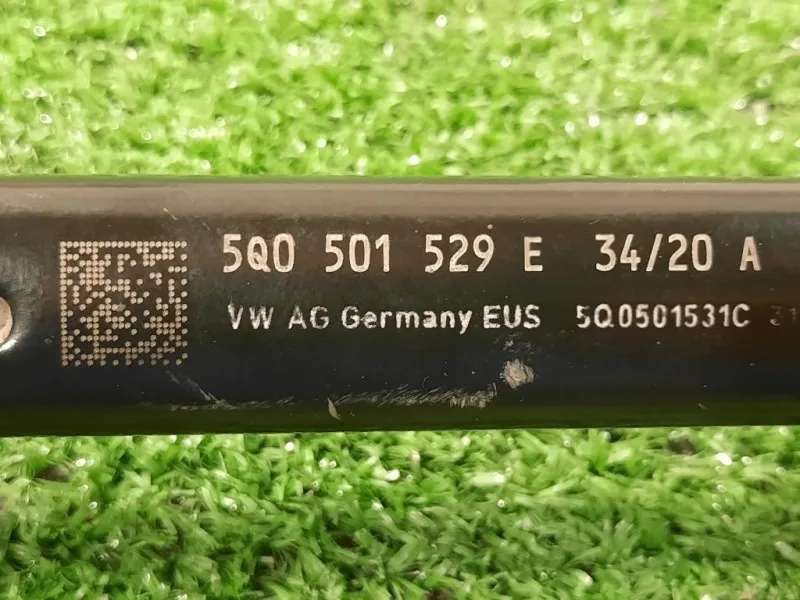 5Q0 501 529 E 34/20 A
VW AG Germany EUS 5Q0501531C